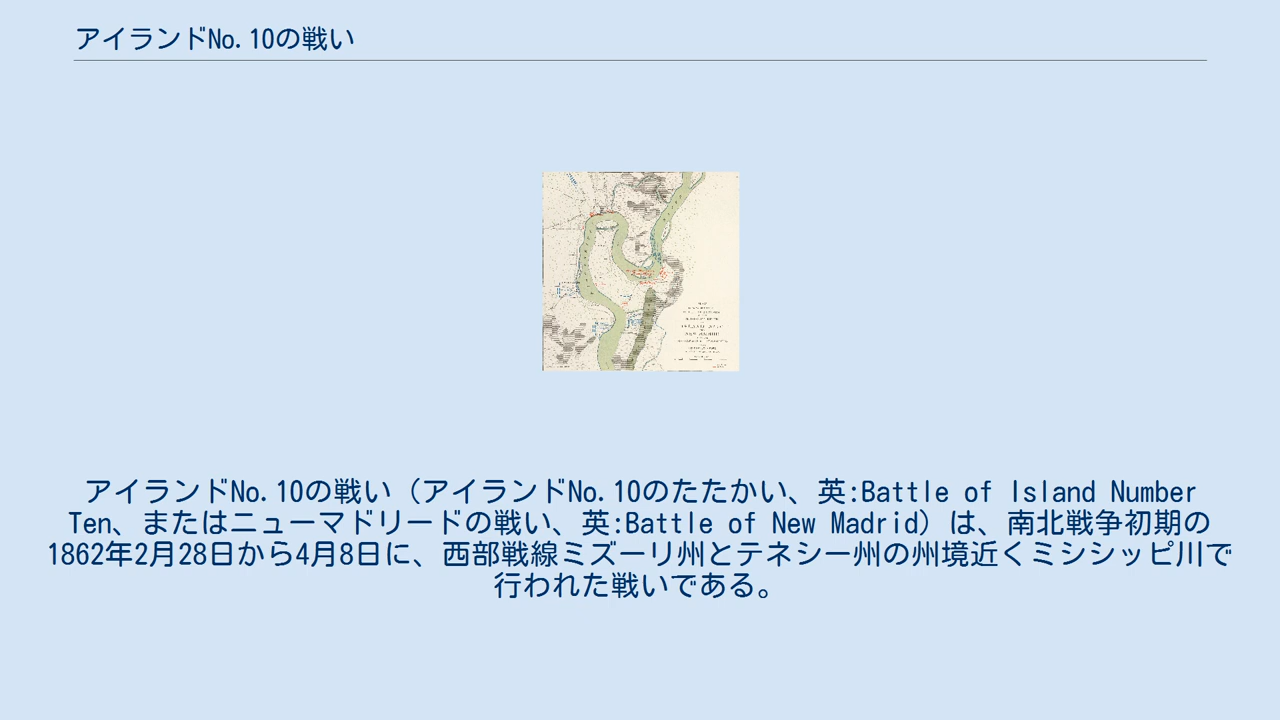 アイランドNo.10の戦い
アイランドNo.10の戦い（アイランドNo.10のたたかい、英:Battle of Island Number
Ten、またはニューマドリードの戦い、英:Battle of New Madrid）は、南北戦争初期の
1862年2月28日から4月8日に、西部戦線ミズーリ州とテネシー州の州境近くミシシッピ川で
行われた戦いである。